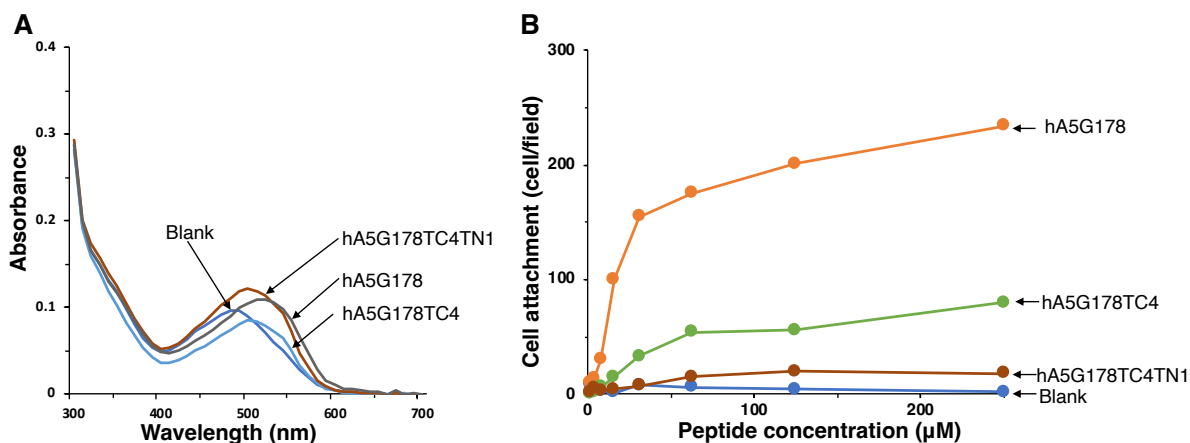 A
Absorbance
0.4
0.3
0.2
0.1
0
300
400
500
600
700
Wavelength (nm)
Blank
hA5G178TC4TN1
hA5G178
hA5G178TC4
B
Cell attachment (cell/field)
300
200
100
0
0
100
200
Peptide concentration (µM)
hA5G178
hA5G178TC4
hA5G178TC4TN1
Blank